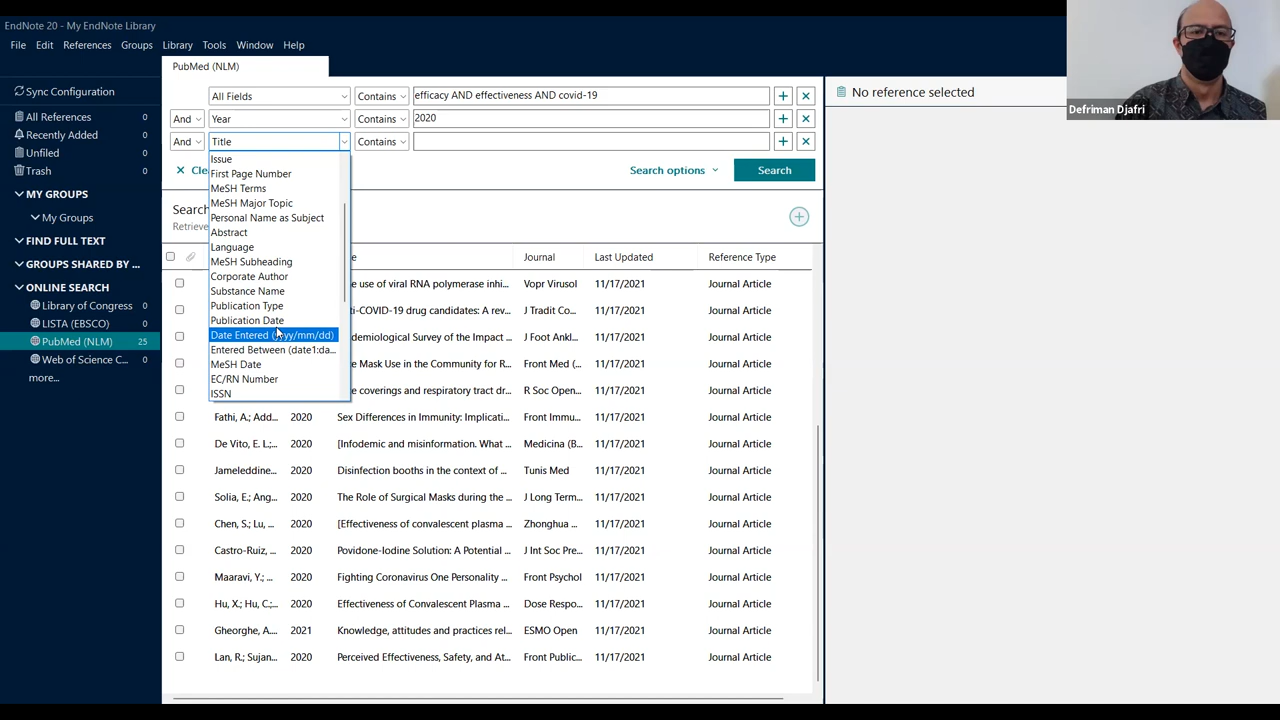 EndNote 20 - My EndNote Library
File Edit References Groups Library Tools Window Help
Sync Configuration
All References 0
Recently Added 0
Unfiled 0
Trash 0
MY GROUPS
My Groups
FIND FULL TEXT
GROUPS SHARED BY ...
ONLINE SEARCH
Library of Congress 0
LISTA (EBSCO) 0
PubMed (NLM) 25
Web of Science C... 0
more...
PubMed (NLM)
All Fields Contains efficacy AND effectiveness AND covid-19
And Year Contains 2020
And Title Contains
Search options Search
Issue
First Page Number
MeSH Terms
MeSH Major Topic
Personal Name as Subject
Abstract
Language
MeSH Subheading
Corporate Author
Substance Name
Publication Type
Publication Date
Date Entered (yyyy/mm/dd)
Entered Between (date1:da...
MeSH Date
EC/RN Number
ISSN
Journal Last Updated Reference Type
use of viral RNA polymerase inhi... Vopr Virusol 11/17/2021 Journal Article
ti-COVID-19 drug candidates: A rev... J Tradit Co... 11/17/2021 Journal Article
idemiological Survey of the Impact ... J Foot Ankl... 11/17/2021 Journal Article
Mask Use in the Community for R... Front Med (... 11/17/2021 Journal Article
coverings and respiratory tract dr... R Soc Open... 11/17/2021 Journal Article
Fathi, A.; Add... 2020 Sex Differences in Immunity: Implicati... Front Immu... 11/17/2021 Journal Article
De Vito, E. L.;... 2020 [Infodemic and misinformation. What ... Medicina (B... 11/17/2021 Journal Article
Jameleddine... 2020 Disinfection booths in the context of ... Tunis Med 11/17/2021 Journal Article
Solia, E.; Ang... 2020 The Role of Surgical Masks during the ... J Long Term... 11/17/2021 Journal Article
Chen, S.; Lu, ... 2020 [Effectiveness of convalescent plasma ... Zhonghua ... 11/17/2021 Journal Article
Castro-Ruiz, ... 2020 Povidone-Iodine Solution: A Potential ... J Int Soc Pre... 11/17/2021 Journal Article
Maaravi, Y.; ... 2020 Fighting Coronavirus One Personality ... Front Psychol 11/17/2021 Journal Article
Hu, X.; Hu, C.;... 2020 Effectiveness of Convalescent Plasma ... Dose Respo... 11/17/2021 Journal Article
Gheorghe, A.... 2021 Knowledge, attitudes and practices rel... ESMO Open 11/17/2021 Journal Article
Lan, R.; Sujan... 2020 Perceived Effectiveness, Safety, and At... Front Public... 11/17/2021 Journal Article
No reference selected
Defriman Djafri